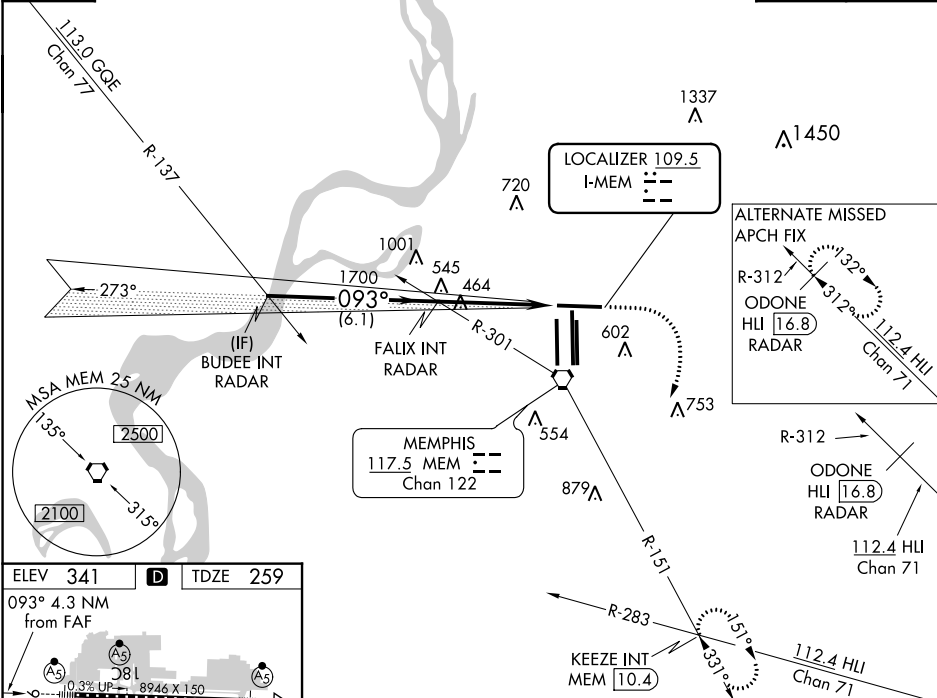 113.0 GQE
Chan 77
R-137
1337
1450
LOCALIZER 109.5
I-MEM
720
ALTERNATE MISSED
APCH FIX
R-312
132°
312°
ODONE
HLI 16.8
RADAR
112.4 HLI
Chan 71
1001
545
464
1700
273°
093°
(6.1)
R-301
(IF)
BUDEE INT
RADAR
FALIX INT
RADAR
602
753
MSA MEM 25 NM
135°
2500
2100
315°
MEMPHIS
117.5 MEM
Chan 122
554
879
R-312
ODONE
HLI 16.8
RADAR
112.4 HLI
Chan 71
R-151
R-283
151°
331°
KEEZE INT
MEM 10.4
112.4 HLI
Chan 71
ELEV 341 D TDZE 259
093° 4.3 NM
from FAF
A5
A5
A5
18C
0.3% UP
8946 X 150
9